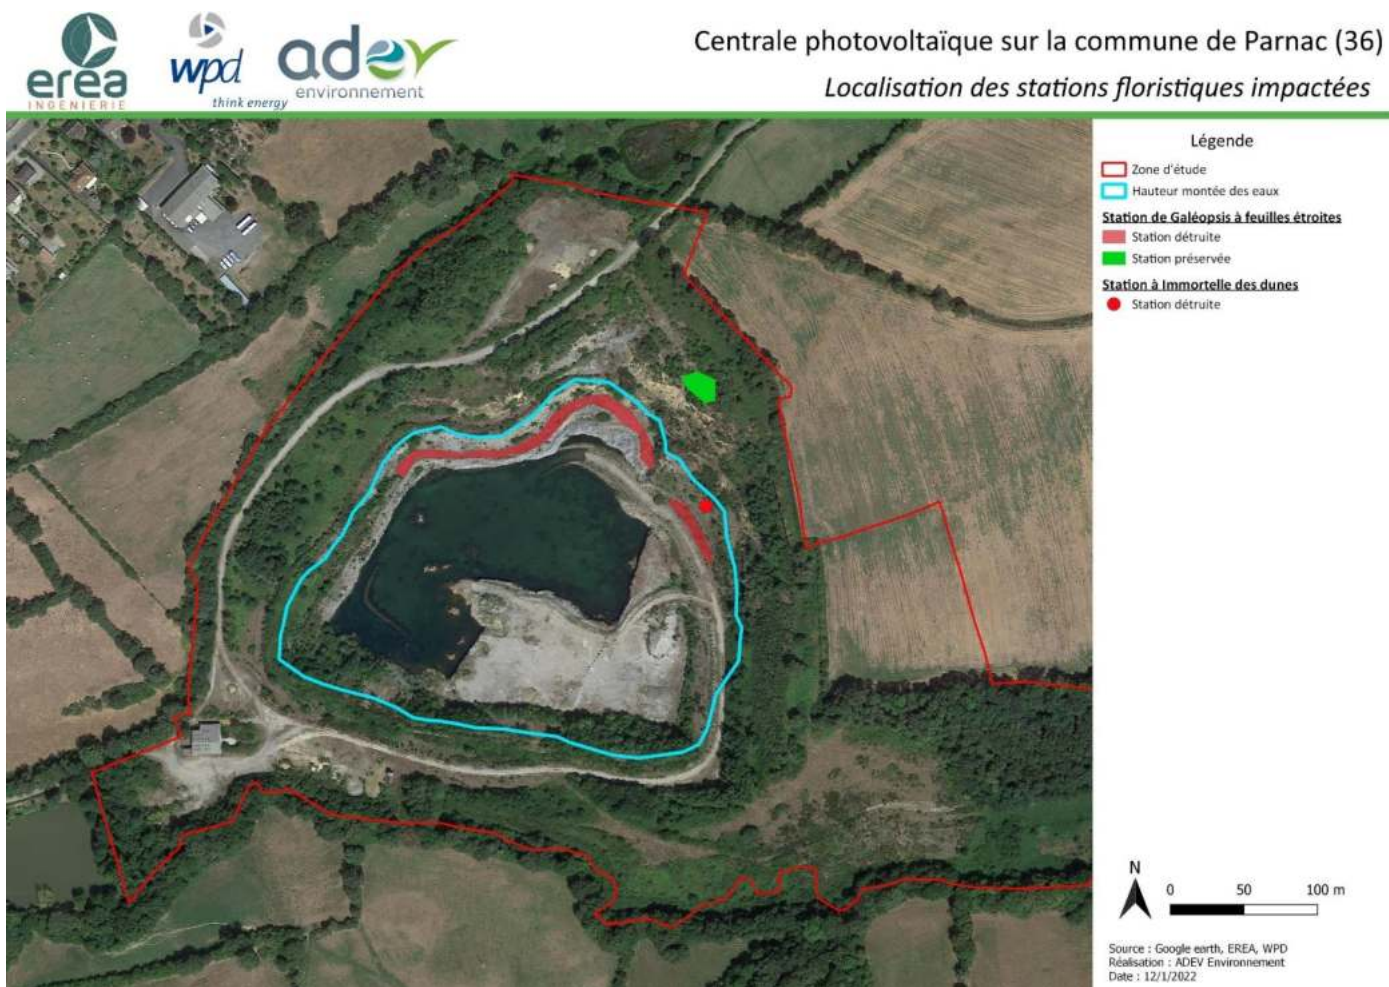 erea
INGÉNIERIE
wpd
think energy
adev
environnement
Centrale photovoltaïque sur la commune de Parnac (36)
Localisation des stations floristiques impactées
Légende
Zone d'étude
Hauteur montée des eaux
Station de Galéopsis à feuilles étroites
Station détruite
Station préservée
Station à Immortelle des dunes
Station détruite
N
0 50 100 m
Source : Google earth, EREA, WPD
Réalisation : ADEV Environnement
Date : 12/1/2022